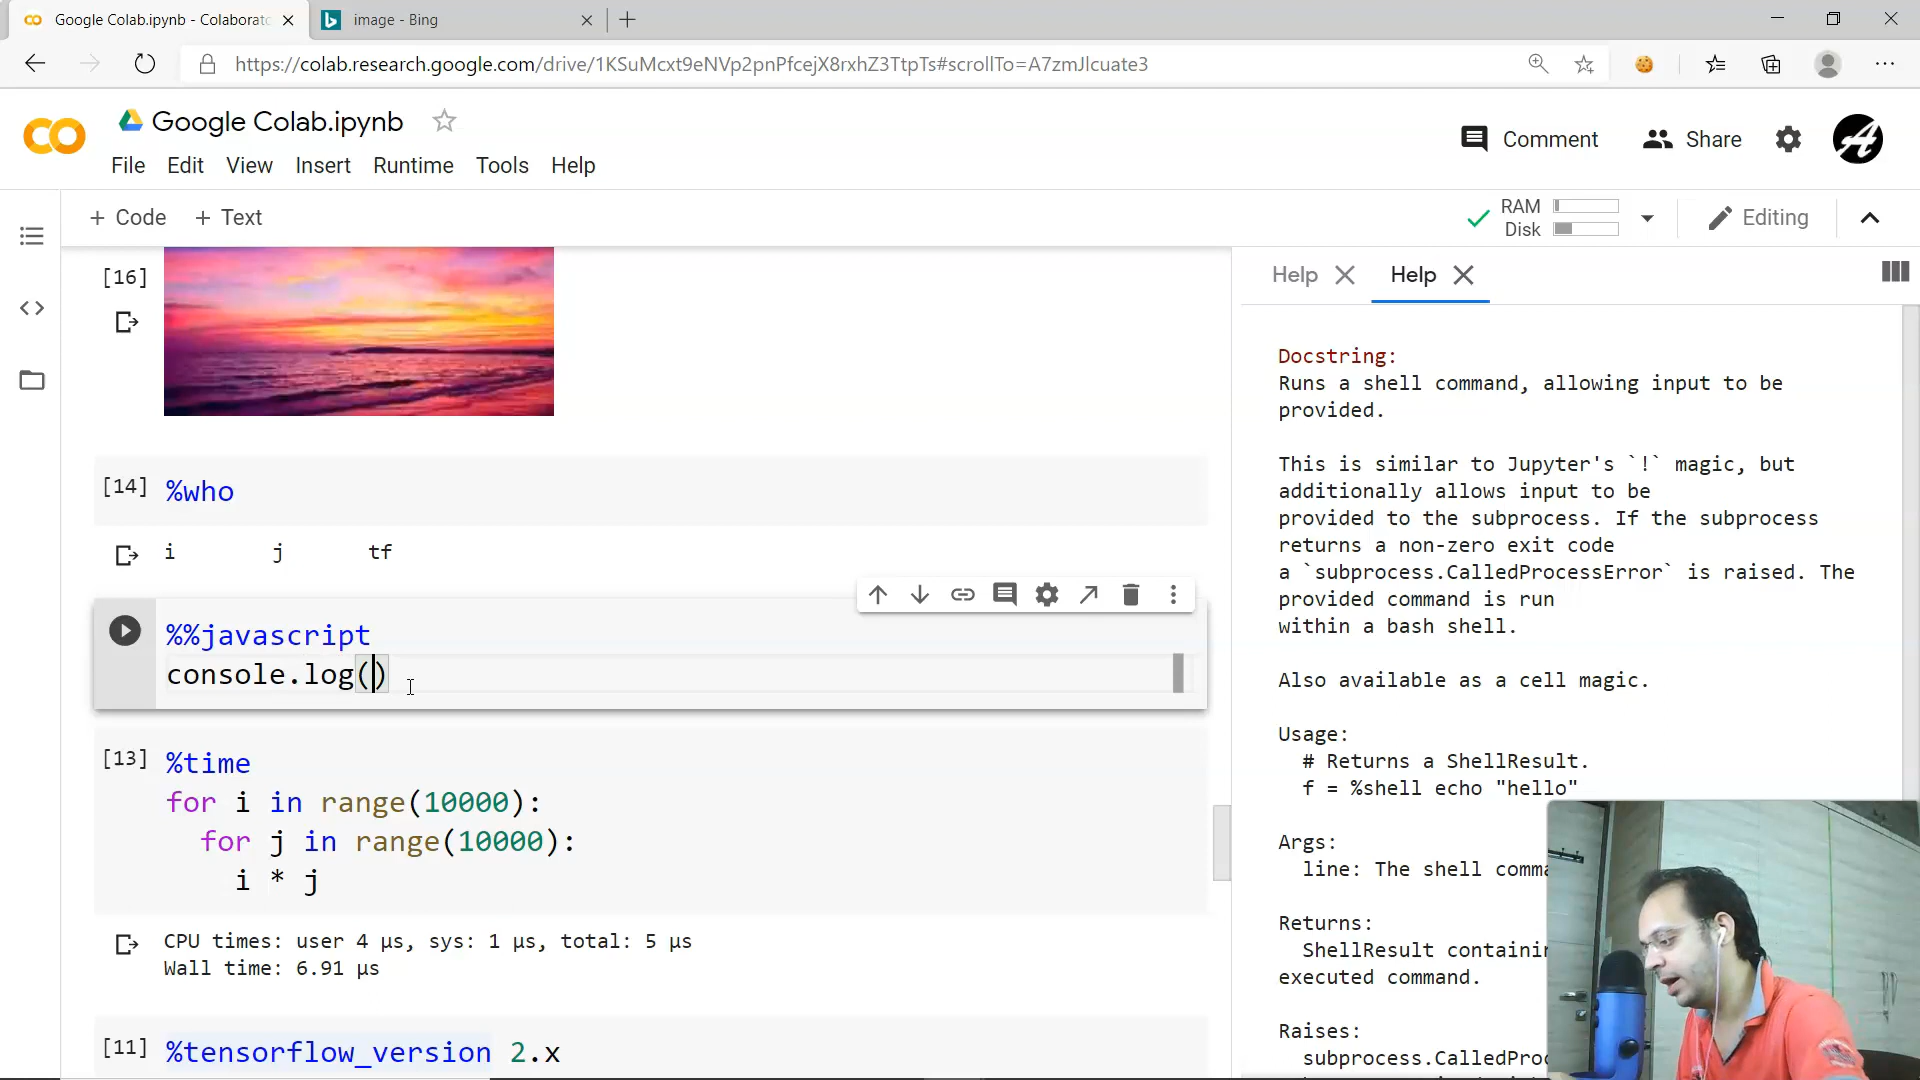 Google Colab.ipynb - Colaborato
image - Bing
https://colab.research.google.com/drive/1KSuMcxt9eNVp2pnPfcejX8rxhZ3TtpTs#scrollTo=A7zmJlcuate3
Google Colab.ipynb
Comment
Share
File Edit View Insert Runtime Tools Help
+ Code + Text
RAM
Disk
Editing
Help
Help
[16]
[14] %who
i j tf
%%javascript
console.log()
[13] %time
for i in range(10000):
for j in range(10000):
i * j
CPU times: user 4 µs, sys: 1 µs, total: 5 µs
Wall time: 6.91 µs
[11] %tensorflow_version 2.x
Docstring:
Runs a shell command, allowing input to be
provided.
This is similar to Jupyter's `!` magic, but
additionally allows input to be
provided to the subprocess. If the subprocess
returns a non-zero exit code
a `subprocess.CalledProcessError` is raised. The
provided command is run
within a bash shell.
Also available as a cell magic.
Usage:
# Returns a ShellResult.
f = %shell echo "hello"
Args:
line: The shell comma
Returns:
ShellResult containin
executed command.
Raises:
subprocess.CalledProc